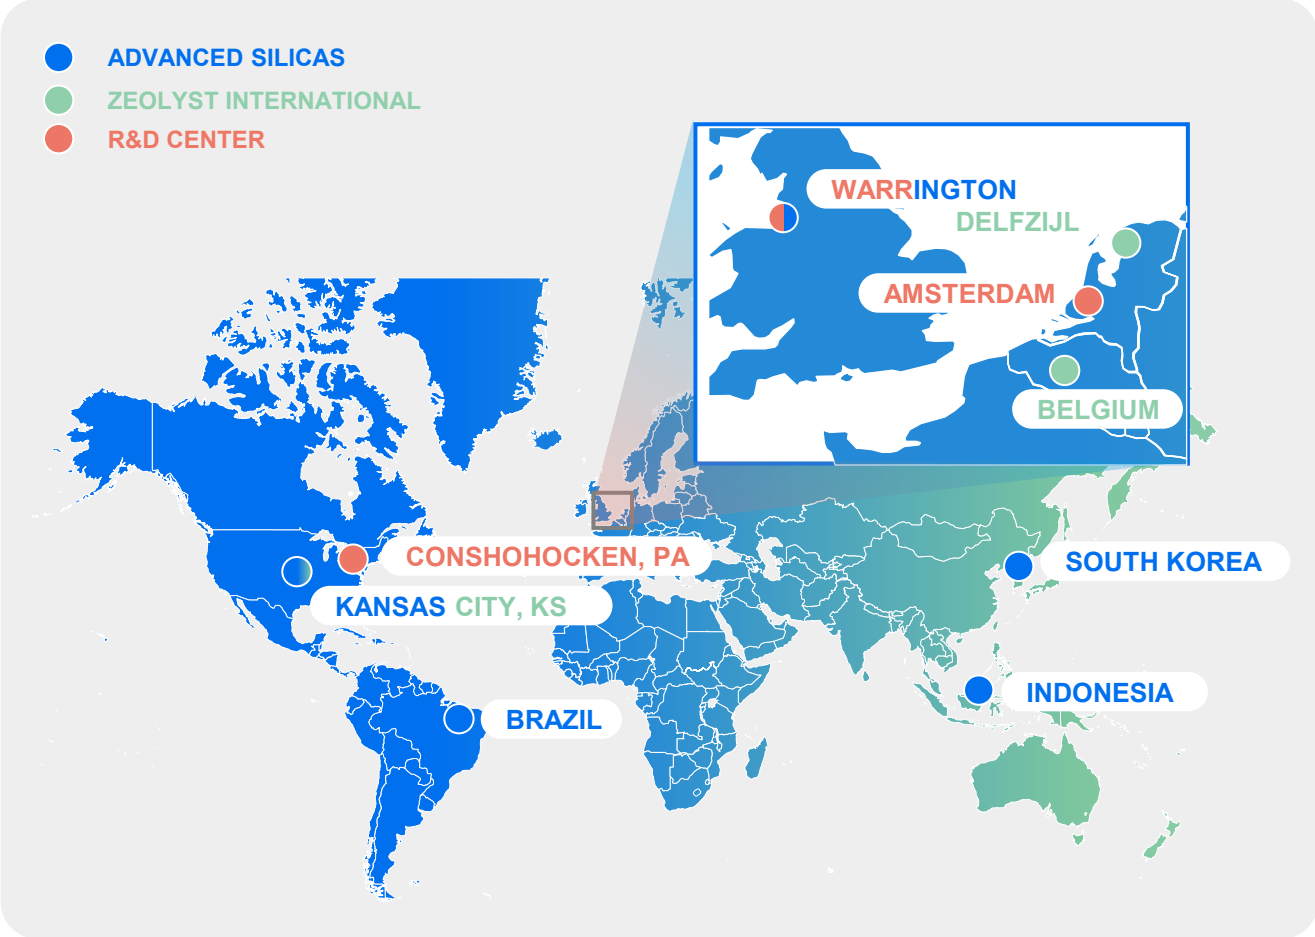 ADVANCED SILICAS
ZEOLYST INTERNATIONAL
R&D CENTER
WARRINGTON
DELFZIJL
AMSTERDAM
BELGIUM
CONSHOHOCKEN, PA
SOUTH KOREA
KANSAS CITY, KS
INDONESIA
BRAZIL